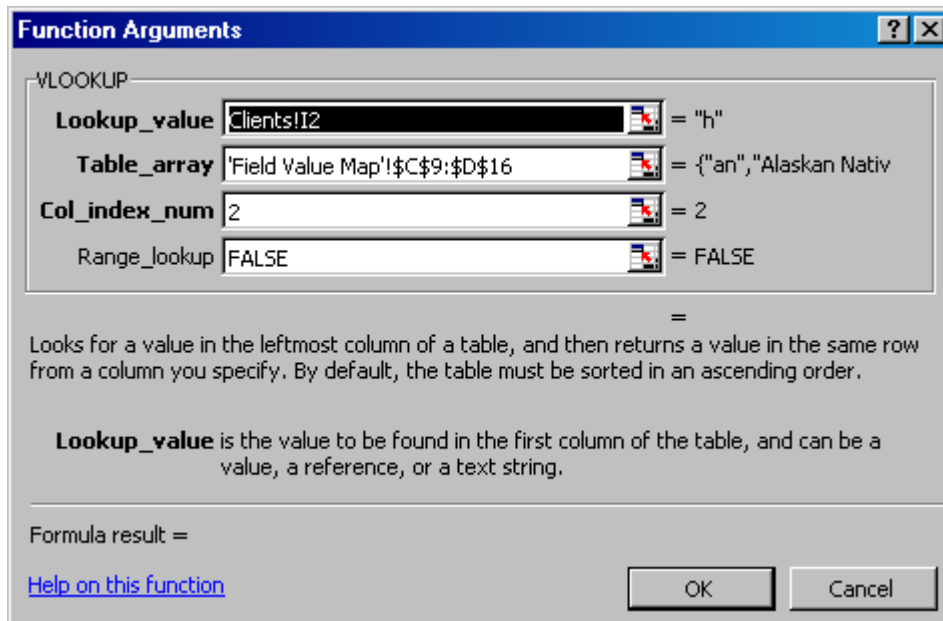 Function Arguments
VLOOKUP
Lookup_value Clients!I2 = "h"
Table_array 'Field Value Map'!$C$9:$D$16 = {"an","Alaskan Nativ
Col_index_num 2 = 2
Range_lookup FALSE = FALSE
=
Looks for a value in the leftmost column of a table, and then returns a value in the same row
from a column you specify. By default, the table must be sorted in an ascending order.
Lookup_value is the value to be found in the first column of the table, and can be a
value, a reference, or a text string.
Formula result =
Help on this function
OK Cancel